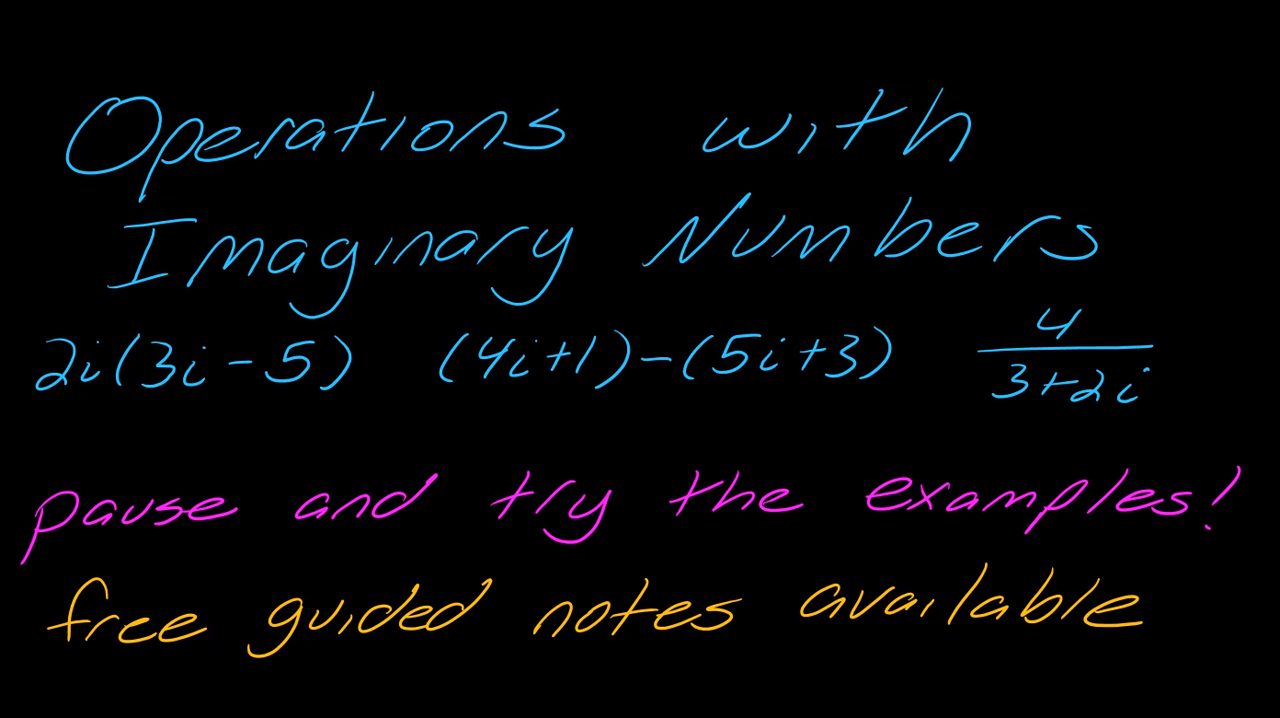 Operations with
Imaginary Numbers
2i(3i-5) (4i+1)-(5i+3) 4/(3+2i)
pause and try the examples!
free guided notes available